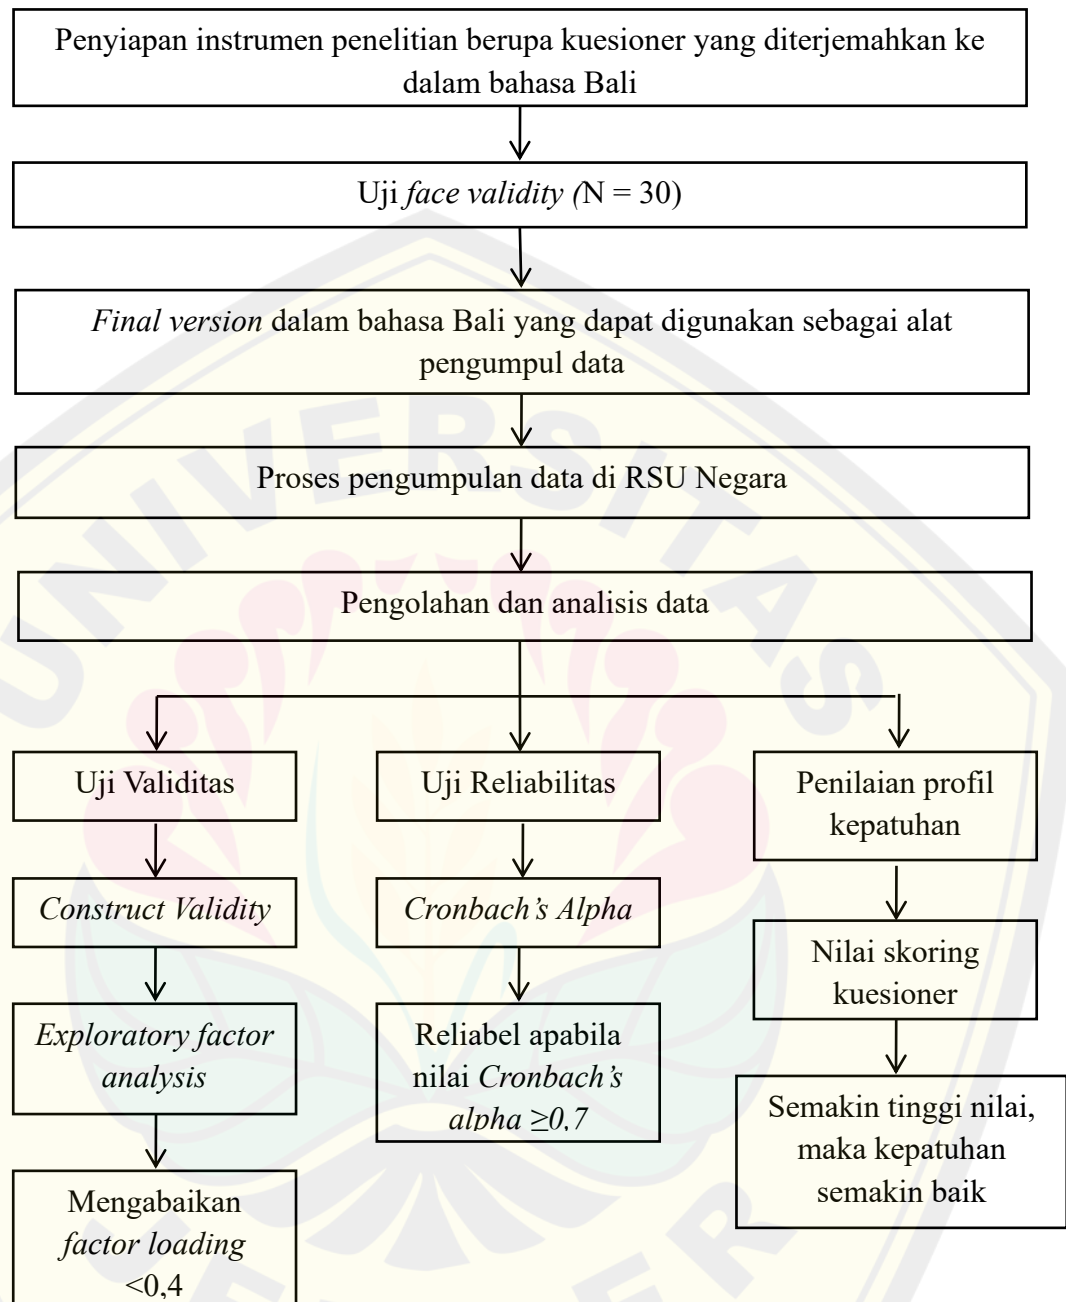 Penyiapan instrumen penelitian berupa kuesioner yang diterjemahkan ke
dalam bahasa Bali
Uji face validity (N = 30)
Final version dalam bahasa Bali yang dapat digunakan sebagai alat
pengumpul data
Proses pengumpulan data di RSU Negara
Pengolahan dan analisis data
Uji Validitas
Construct Validity
Exploratory factor
analysis
Mengabaikan
factor loading
<0,4
Uji Reliabilitas
Cronbach's Alpha
Reliabel apabila
nilai Cronbach's
alpha ≥0,7
Penilaian profil
kepatuhan
Nilai skoring
kuesioner
Semakin tinggi nilai,
maka kepatuhan
semakin baik
UNIVERSITAS